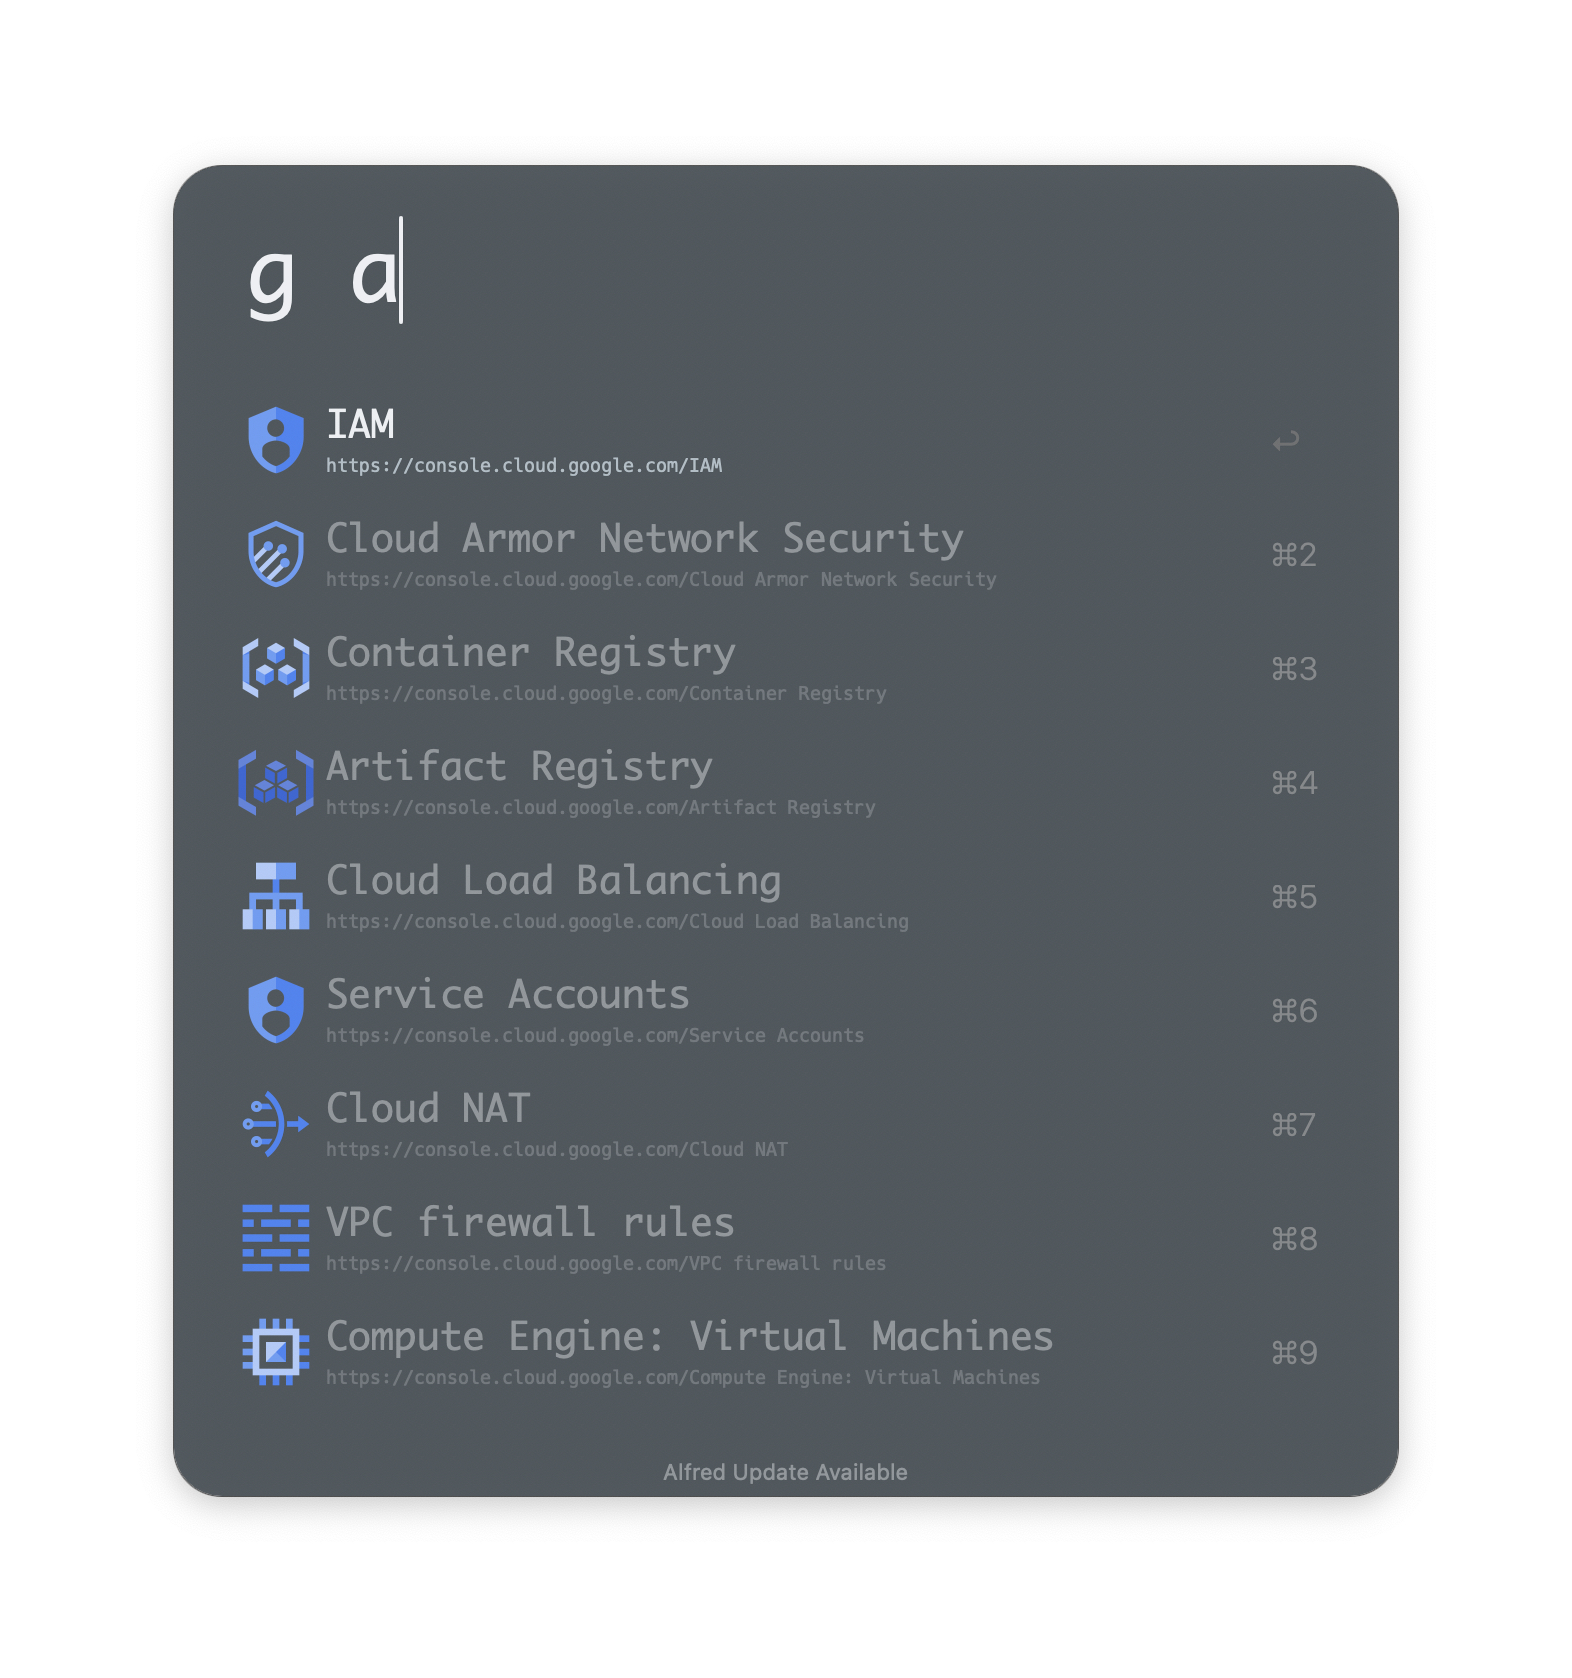 g a
IAM
https://console.cloud.google.com/IAM
Cloud Armor Network Security
https://console.cloud.google.com/Cloud Armor Network Security
⌘2
Container Registry
https://console.cloud.google.com/Container Registry
⌘3
Artifact Registry
https://console.cloud.google.com/Artifact Registry
⌘4
Cloud Load Balancing
https://console.cloud.google.com/Cloud Load Balancing
⌘5
Service Accounts
https://console.cloud.google.com/Service Accounts
⌘6
Cloud NAT
https://console.cloud.google.com/Cloud NAT
⌘7
VPC firewall rules
https://console.cloud.google.com/VPC firewall rules
⌘8
Compute Engine: Virtual Machines
https://console.cloud.google.com/Compute Engine: Virtual Machines
⌘9
Alfred Update Available